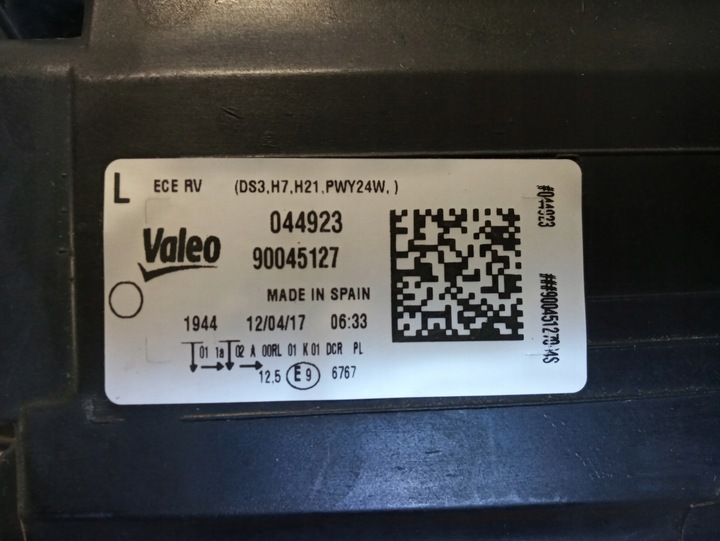 L ECE RV (DS3,H7,H21,PWY24W, )
Valeo
044923
90045127
MADE IN SPAIN
1944 12/04/17 06:33
01 1a 02 A 00RL 01 K 01 DCR PL
12,5 E9 6767
#044923